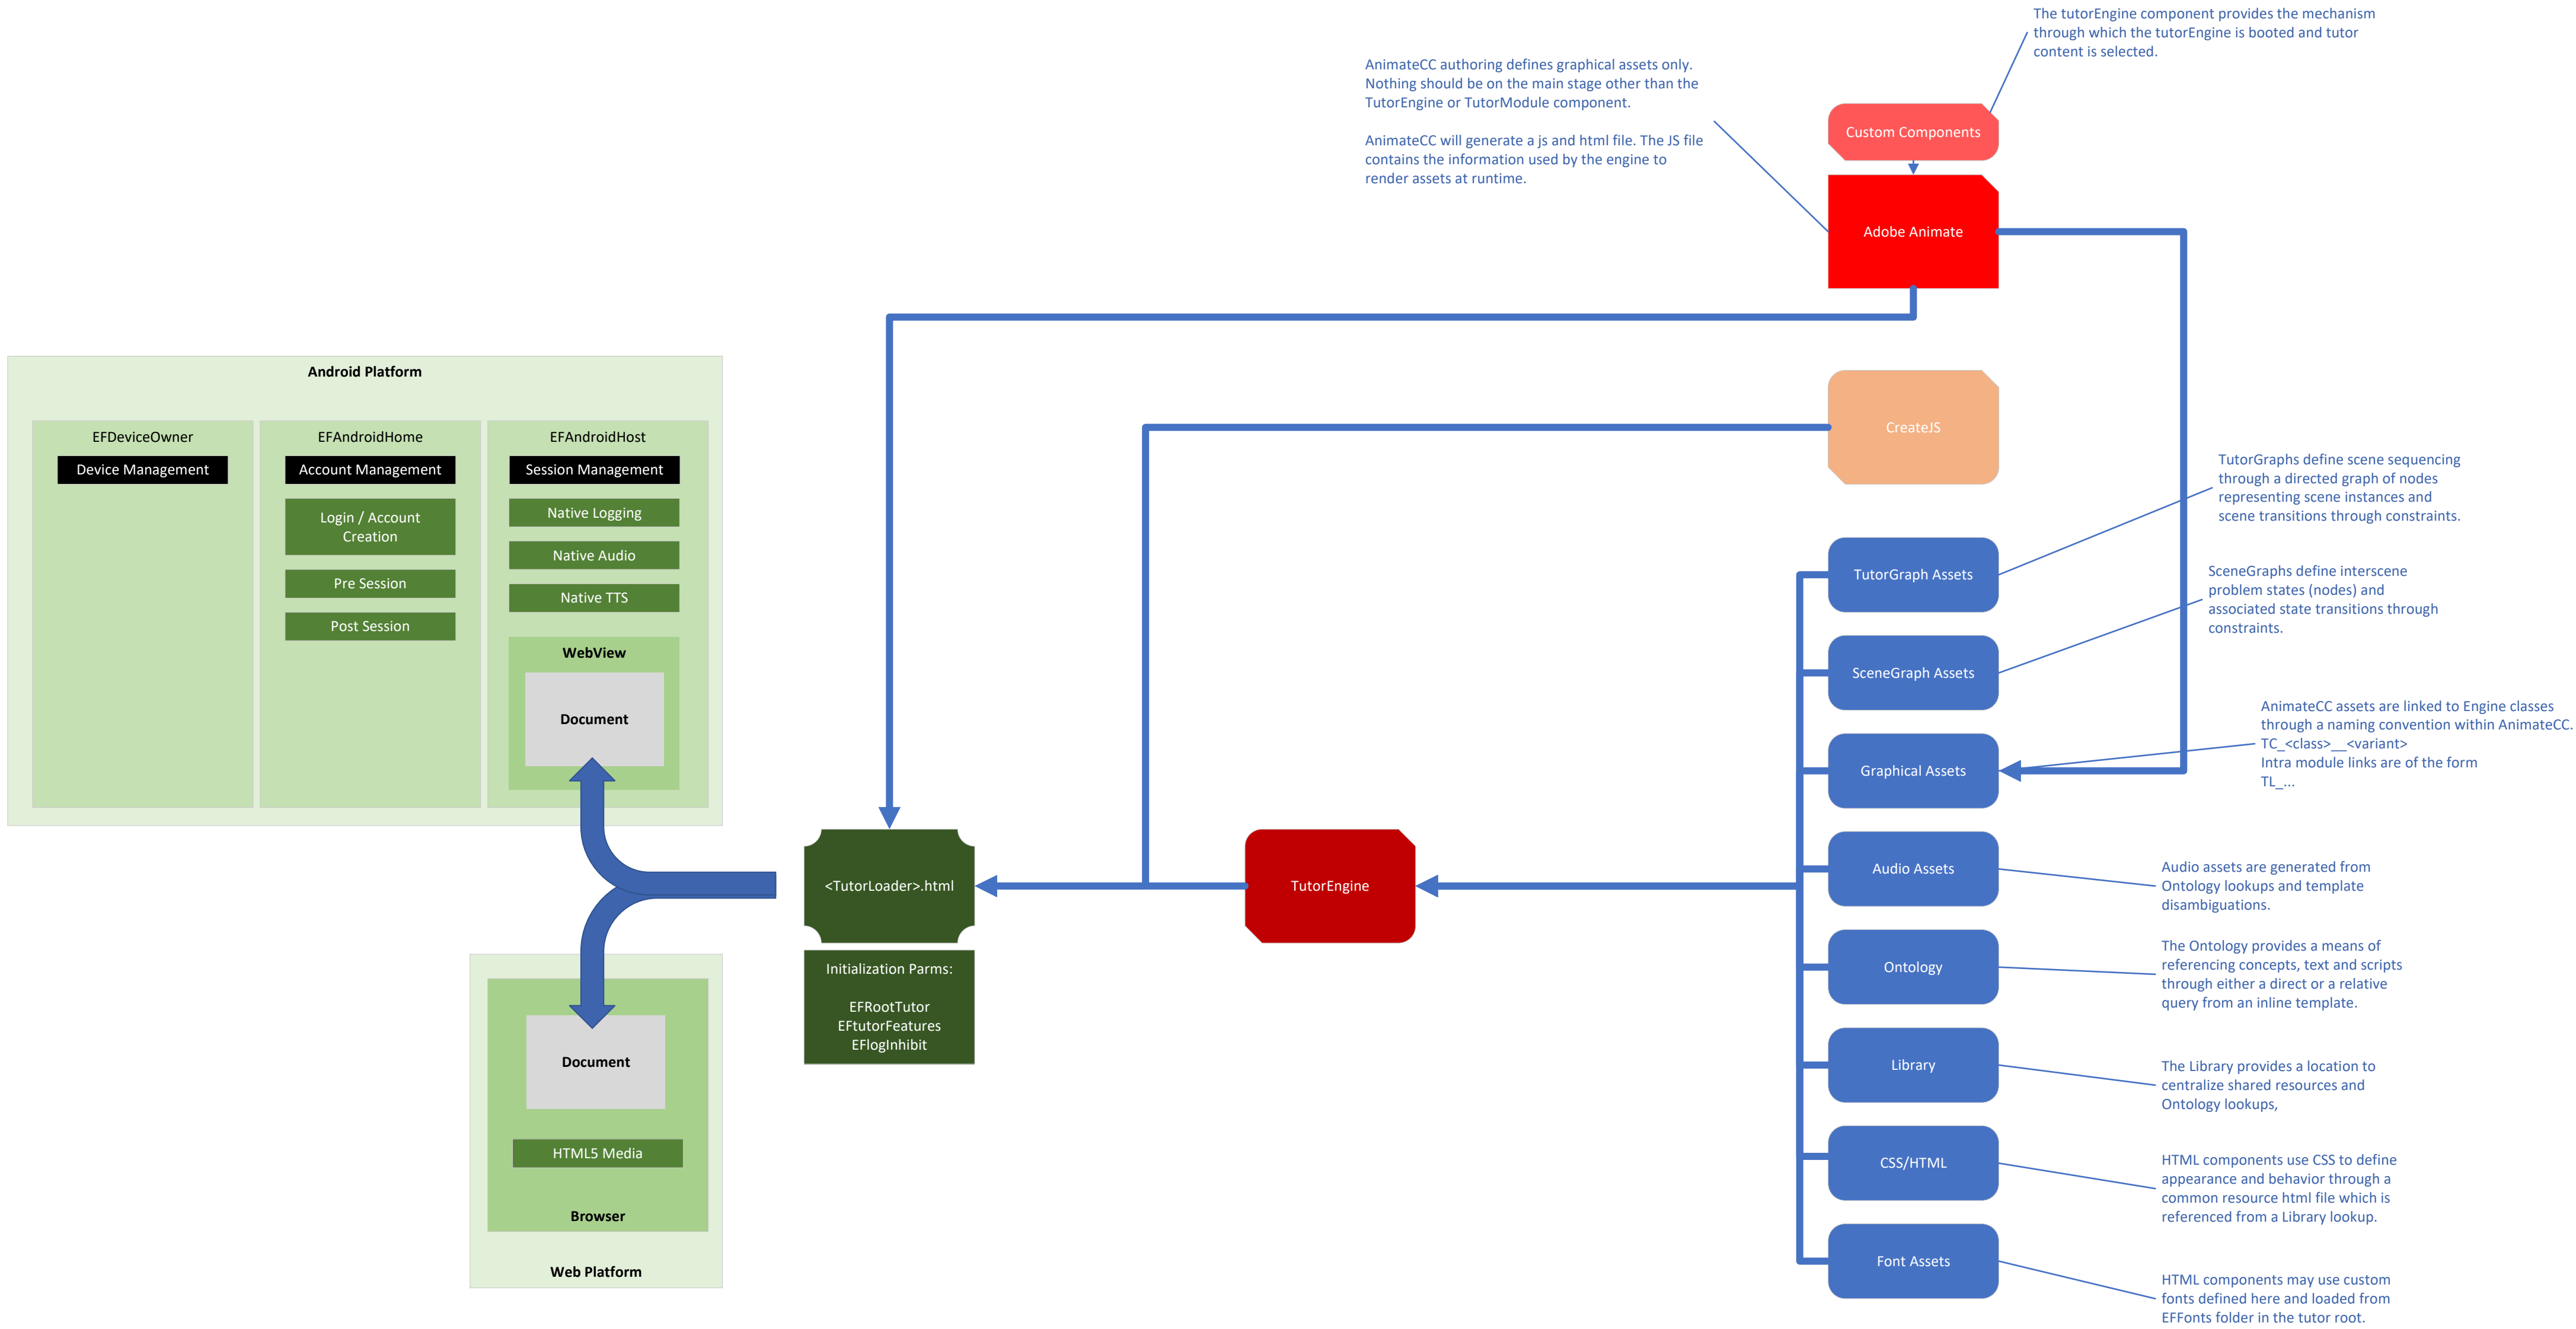 The tutorEngine component provides the mechanism
through which the tutorEngine is booted and tutor
content is selected.
AnimateCC authoring defines graphical assets only.
Nothing should be on the main stage other than the
TutorEngine or TutorModule component.
AnimateCC will generate a js and html file. The JS file
contains the information used by the engine to
render assets at runtime.
Custom Components
Adobe Animate
Android Platform
EFDeviceOwner
Device Management
EFAndroidHome
Account Management
Login / Account
Creation
Pre Session
Post Session
EFAndroidHost
Session Management
Native Logging
Native Audio
Native TTS
WebView
Document
CreateJS
TutorGraphs define scene sequencing
through a directed graph of nodes
representing scene instances and
scene transitions through constraints.
TutorGraph Assets
SceneGraphs define interscene
problem states (nodes) and
associated state transitions through
constraints.
SceneGraph Assets
AnimateCC assets are linked to Engine classes
through a naming convention within AnimateCC.
TC_<class>__<variant>
Intra module links are of the form
TL_...
Graphical Assets
<TutorLoader>.html
Initialization Parms:
EFRootTutor
EFtutorFeatures
EFlogInhibit
TutorEngine
Audio Assets
Audio assets are generated from
Ontology lookups and template
disambiguations.
Ontology
The Ontology provides a means of
referencing concepts, text and scripts
through either a direct or a relative
query from an inline template.
Library
The Library provides a location to
centralize shared resources and
Ontology lookups,
CSS/HTML
HTML components use CSS to define
appearance and behavior through a
common resource html file which is
referenced from a Library lookup.
Font Assets
HTML components may use custom
fonts defined here and loaded from
EFFonts folder in the tutor root.
Document
HTML5 Media
Browser
Web Platform